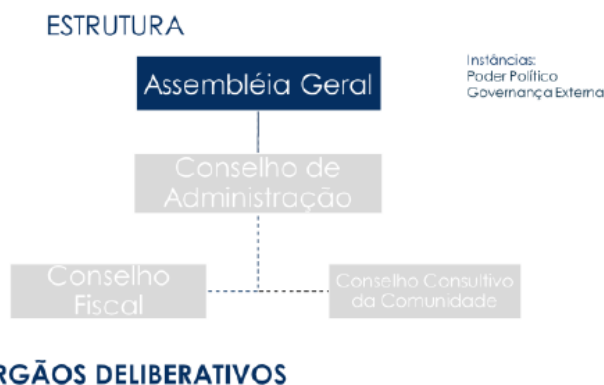 ESTRUTURA
Assembléia Geral
Instâncias:
Poder Político
Governança Externa
Conselho de
Administração
Conselho
Fiscal
Conselho Consultivo
da Comunidade
RGÃOS DELIBERATIVOS